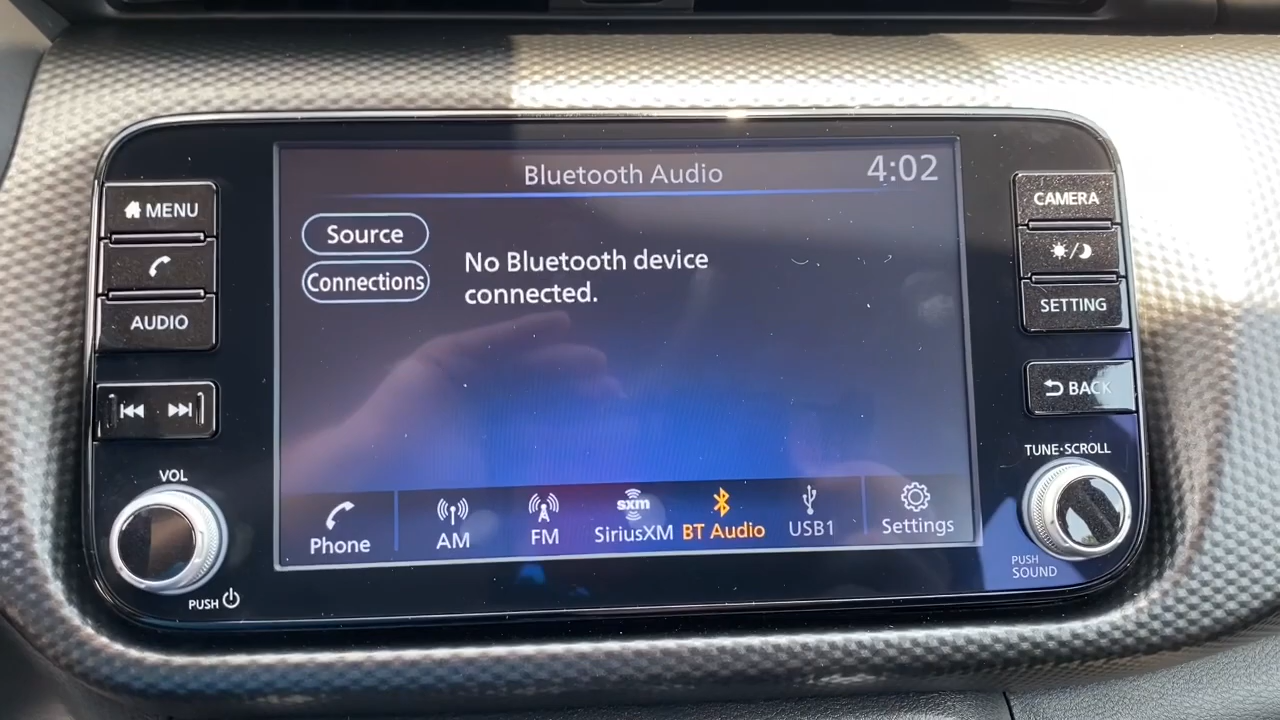 Bluetooth Audio
4:02
MENU
AUDIO
VOL
PUSH
Source
Connections
No Bluetooth device
connected.
Phone
AM
FM
sxm
SiriusXM
BT Audio
USB1
Settings
CAMERA
SETTING
BACK
TUNE·SCROLL
PUSH
SOUND